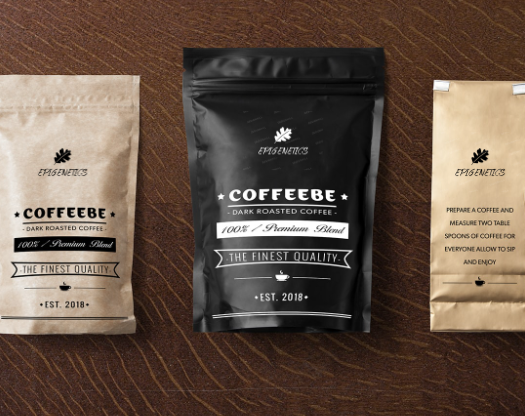 EPIGENETICS
COFFEEBE
- DARK ROASTED COFFEE -
100% / Premium Blend
THE FINEST QUALITY
• EST. 2018 •
EPIGENETICS
COFFEEBE
- DARK ROASTED COFFEE -
100% / Premium Blend
· THE FINEST QUALITY ·
• EST. 2018 •
EPIGENETICS
PREPARE A COFFEE AND
MEASURE TWO TABLE
SPOONS OF COFFEE FOR
EVERYONE ALLOW TO SIP
AND ENJOY